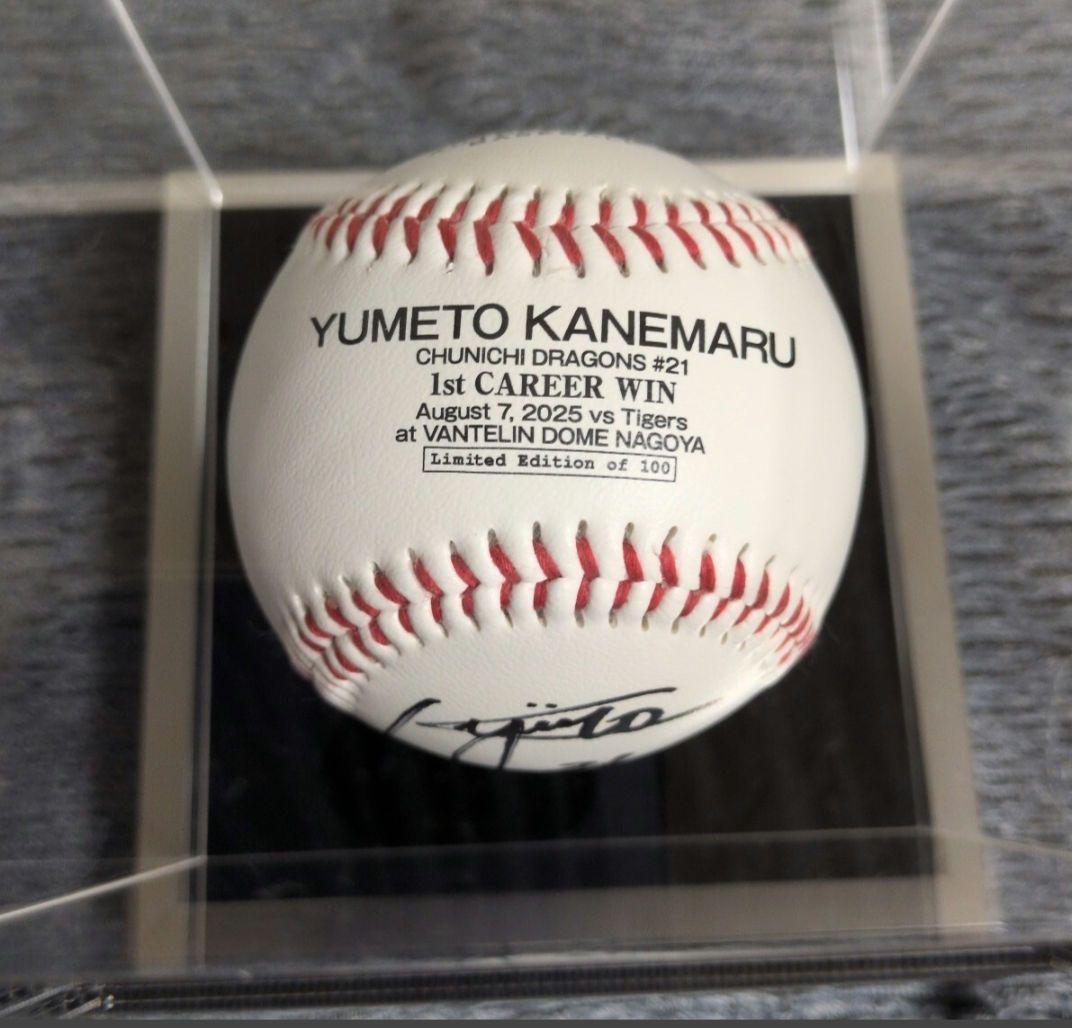 YUMETO KANEMARU
CHUNICHI DRAGONS #21
1st CAREER WIN
August 7, 2025 vs Tigers
at VANTELIN DOME NAGOYA
Limited Edition of 100